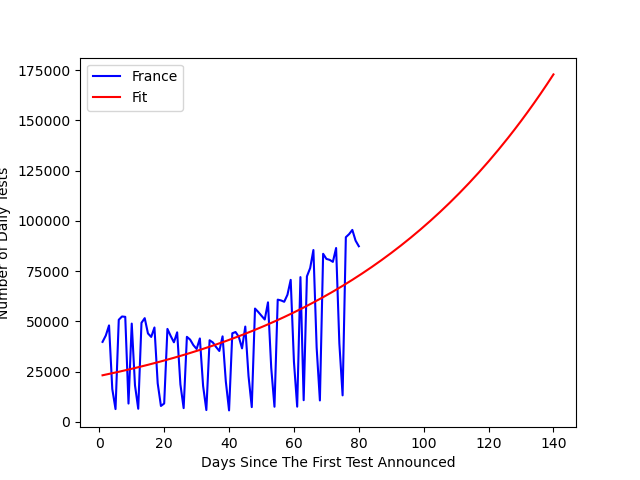 France
Fit
175000
150000
125000
100000
75000
50000
25000
0
Number of Daily Tests
0 20 40 60 80 100 120 140
Days Since The First Test Announced